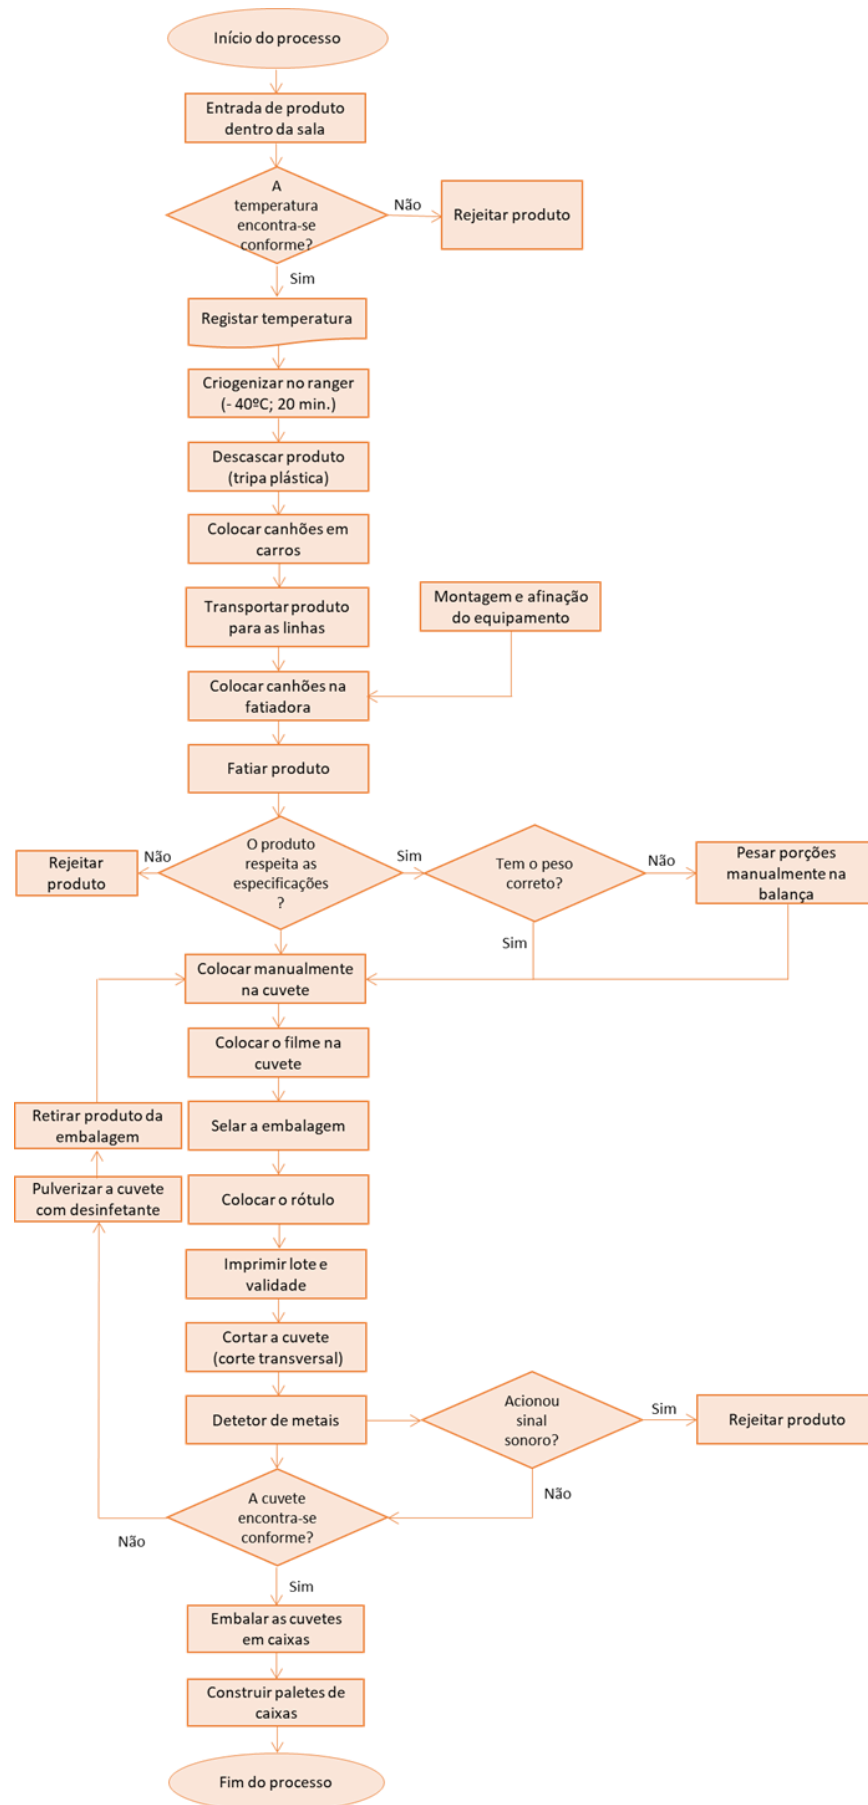 Início do processo
Entrada de produto
dentro da sala
A
temperatura
encontra-se
conforme?
Não
Rejeitar produto
Sim
Registar temperatura
Criogenizar no ranger
(- 40ºC; 20 min.)
Descascar produto
(tripa plástica)
Colocar canhões em
carros
Transportar produto
para as linhas
Montagem e afinação
do equipamento
Colocar canhões na
fatiadora
Fatiar produto
O produto
respeita as
especificações
?
Não
Rejeitar
produto
Sim
Tem o peso
correto?
Não
Pesar porções
manualmente na
balança
Sim
Colocar manualmente
na cuvete
Colocar o filme na
cuvete
Retirar produto da
embalagem
Selar a embalagem
Pulverizar a cuvete
com desinfetante
Colocar o rótulo
Imprimir lote e
validade
Cortar a cuvete
(corte transversal)
Detetor de metais
Acionou
sinal
sonoro?
Sim
Rejeitar produto
Não
A cuvete
encontra-se
conforme?
Não
Sim
Embalar as cuvetes
em caixas
Construir paletes de
caixas
Fim do processo